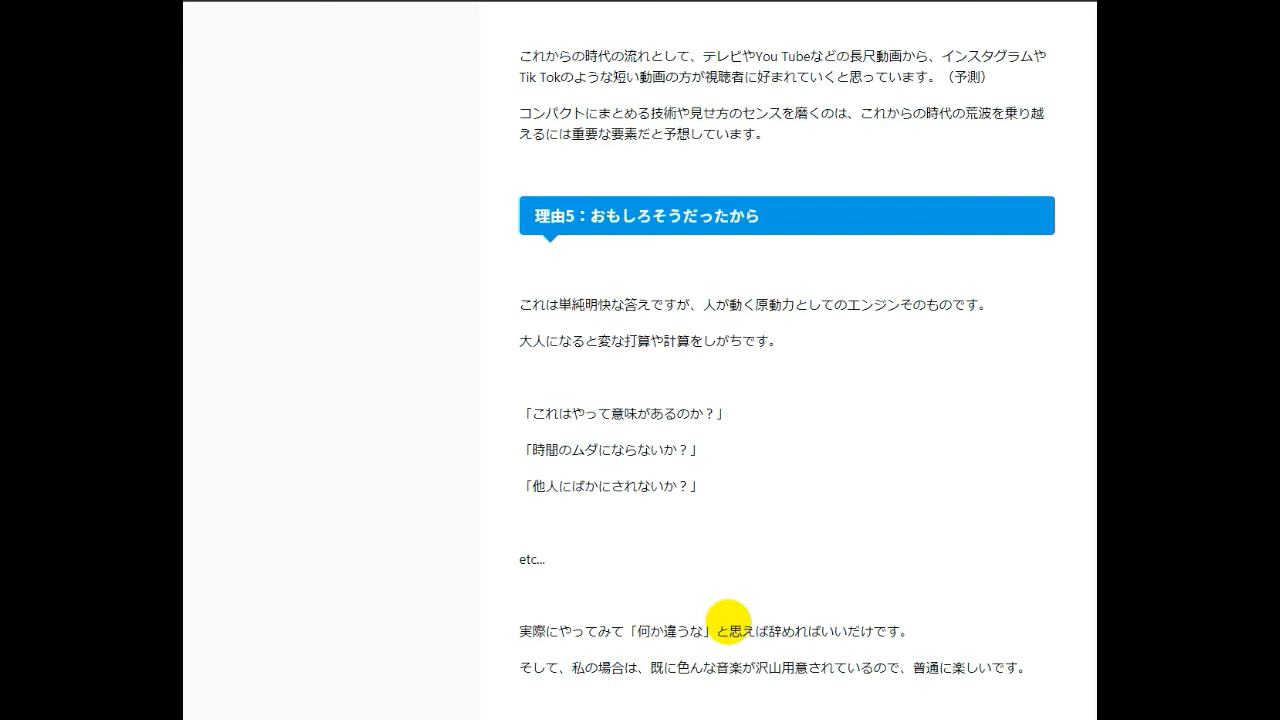 これからの時代の流れとして、テレビやYou Tubeなどの長尺動画から、インスタグラムや
Tik Tokのような短い動画の方が視聴者に好まれていくと思っています。（予測）
コンパクトにまとめる技術や見せ方のセンスを磨くのは、これからの時代の荒波を乗り越
えるには重要な要素だと予想しています。
理由5：おもしろそうだったから
これは単純明快な答えですが、人が動く原動力としてのエンジンそのものです。
大人になると変な打算や計算をしがちです。
「これはやって意味があるのか？」
「時間のムダにならないか？」
「他人にばかにされないか？」
etc...
実際にやってみて「何か違うな」と思えば辞めればいいだけです。
そして、私の場合は、既に色んな音楽が沢山用意されているので、普通に楽しいです。